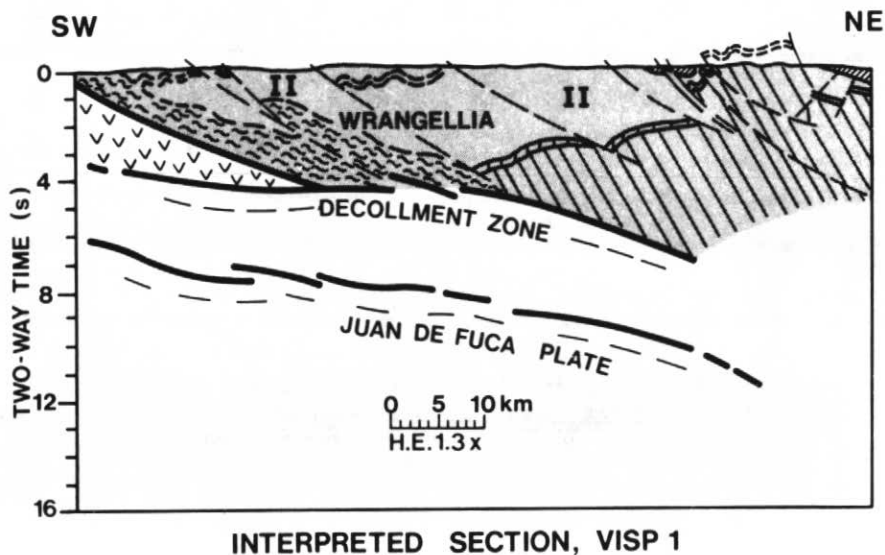 SW NE
0
II II
WRANGELLIA
4
DECOLLMENT ZONE
TWO-WAY TIME (s)
8
JUAN DE FUCA PLATE
0 5 10 km
12
H.E. 1.3 x
16
INTERPRETED SECTION, VISP 1